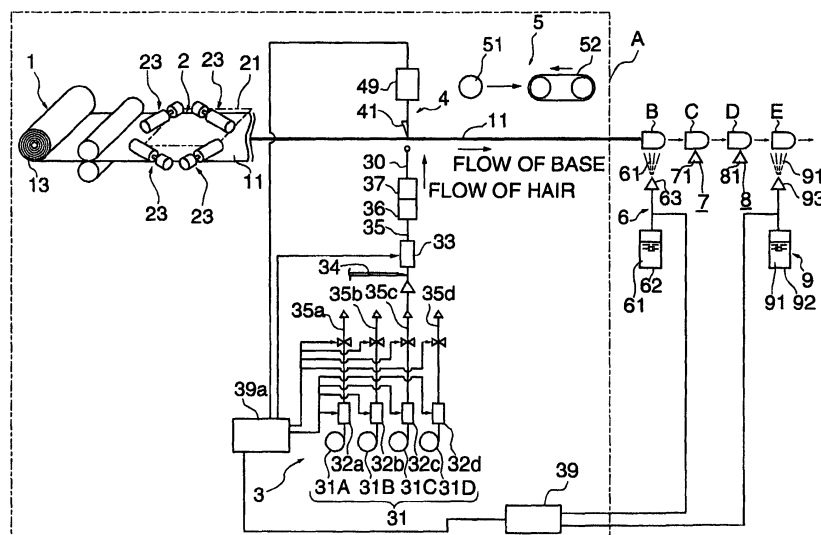 5
51
52
A
1
23
2
23
21
49
4
41
11
B
C
D
E
13
23
23
11
30
FLOW OF BASE
FLOW OF HAIR
61
71
7
81
8
91
63
93
37
36
35
33
6
34
35a
35b
35c
35d
61
62
9
91
92
39a
32a
32b
32c
32d
3
31A
31B
31C
31D
31
39